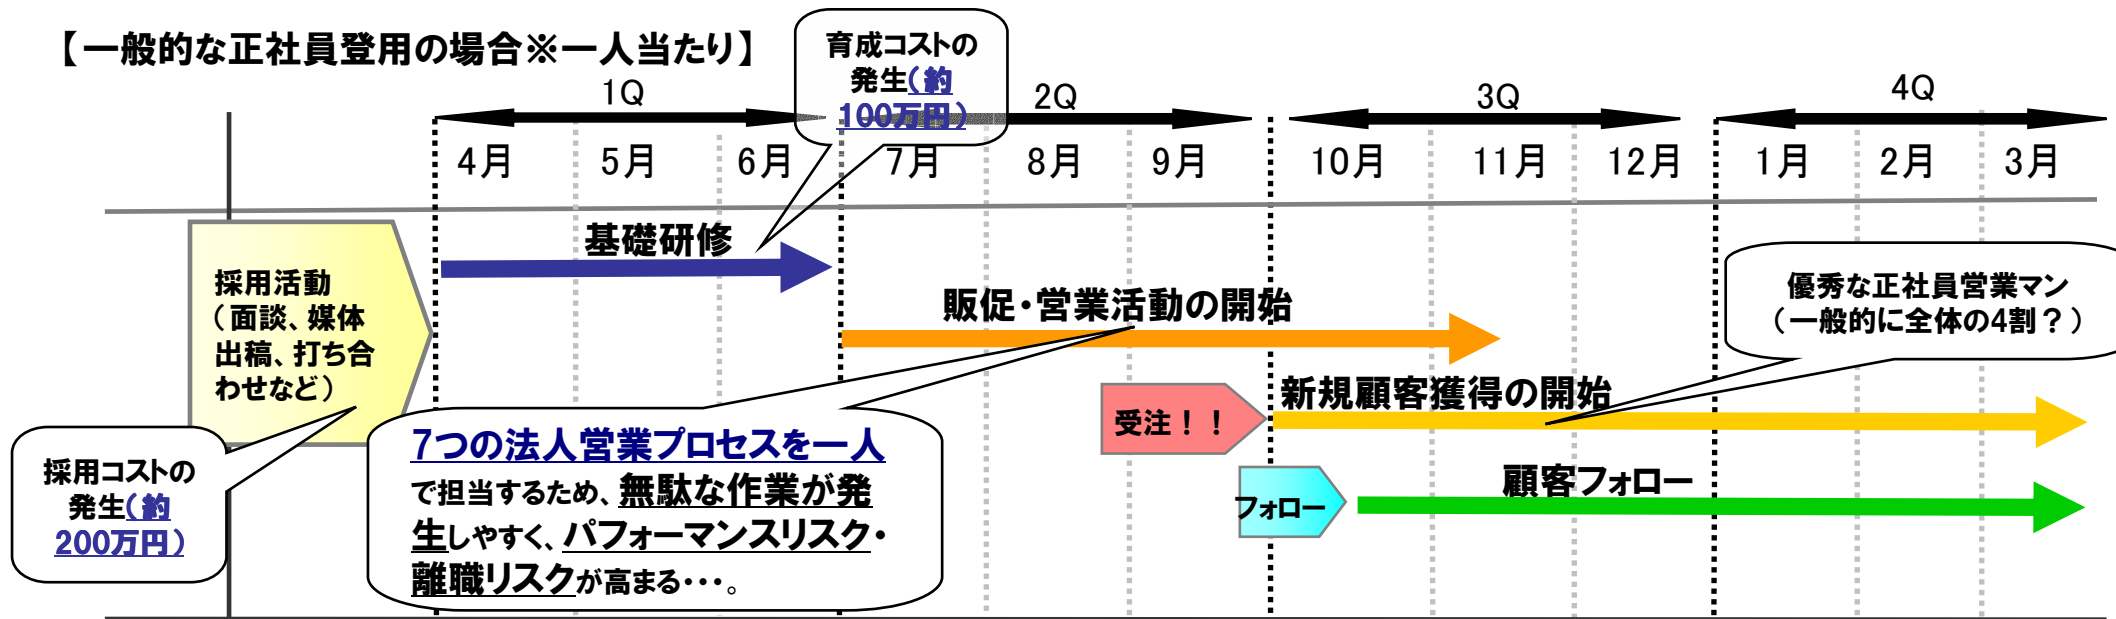 【一般的な正社員登用の場合※一人当たり】
育成コストの
発生(約
100万円)
1Q
2Q
3Q
4Q
4月
5月
6月
7月
8月
9月
10月
11月
12月
1月
2月
3月
基礎研修
採用活動
(面談、媒体
出稿、打ち合
わせなど)
販促・営業活動の開始
優秀な正社員営業マン
(一般的に全体の4割?)
受注!!
新規顧客獲得の開始
採用コストの
発生(約
200万円)
7つの法人営業プロセスを一人
で担当するため、無駄な作業が発
生しやすく、パフォーマンスリスク・
離職リスクが高まる・・・。
フォロー
顧客フォロー